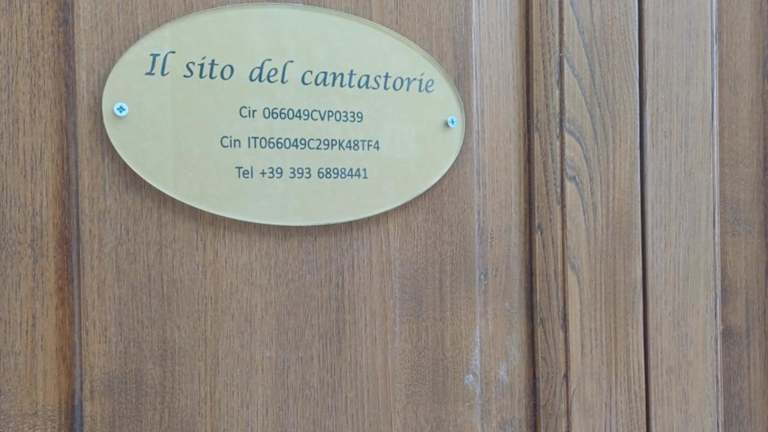 Il sito del cantastorie
Cir 066049CVP0339
Cin IT066049C29PK48TF4
Tel +39 393 6898441